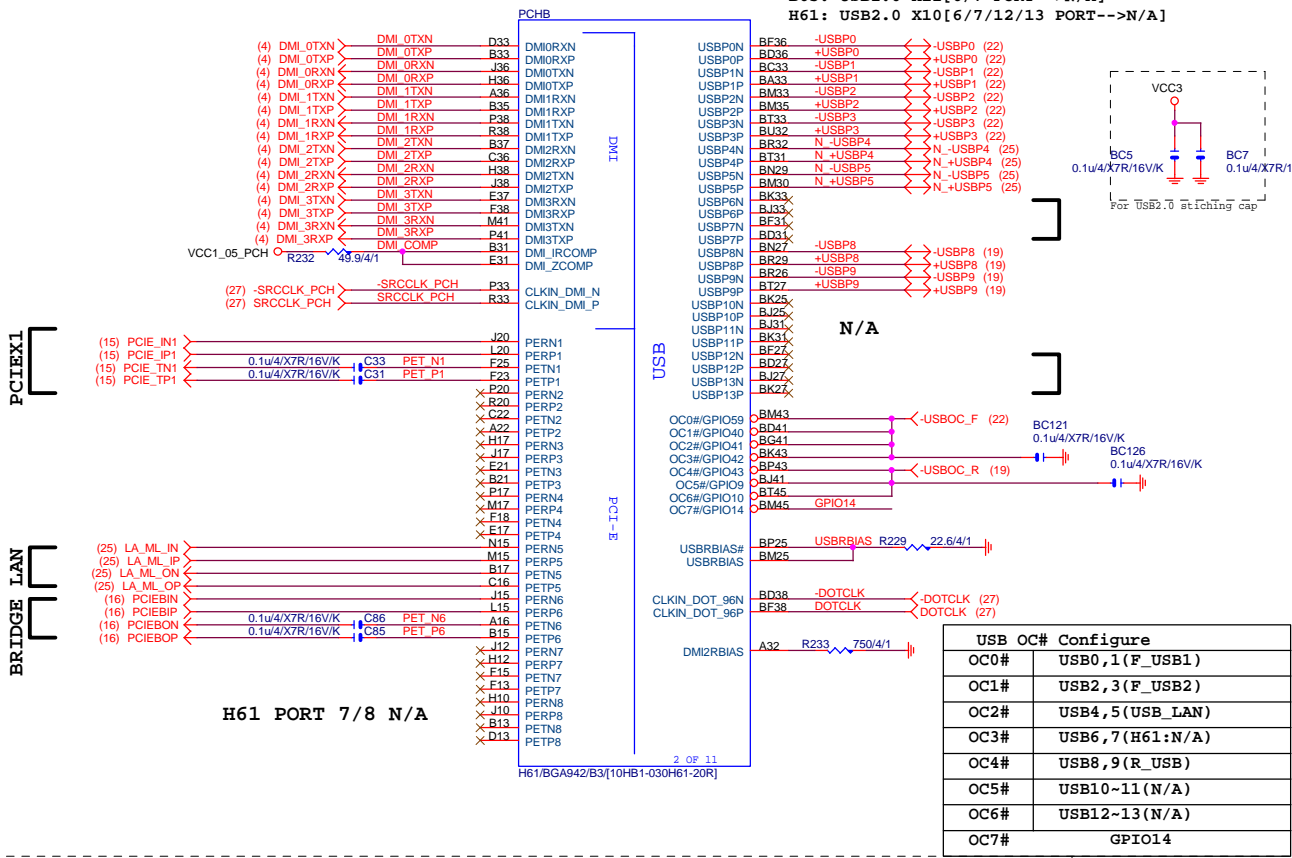 H61: USB2.0 X10[6/7/12/13 PORT-->N/A]
PCHB
(4) DMI_0TXN DMI_0TXN D33 DMI0RXN
(4) DMI_0TXP DMI_0TXP B33 DMI0RXP
(4) DMI_0RXN DMI_0RXN J36 DMI0TXN
(4) DMI_0RXP DMI_0RXP H36 DMI0TXP
(4) DMI_1TXN DMI_1TXN A36 DMI1RXN
(4) DMI_1TXP DMI_1TXP B35 DMI1RXP
(4) DMI_1RXN DMI_1RXN P38 DMI1TXN
(4) DMI_1RXP DMI_1RXP R38 DMI1TXP
(4) DMI_2TXN DMI_2TXN B37 DMI2RXN
(4) DMI_2TXP DMI_2TXP C36 DMI2RXP
(4) DMI_2RXN DMI_2RXN H38 DMI2TXN
(4) DMI_2RXP DMI_2RXP J38 DMI2TXP
(4) DMI_3TXN DMI_3TXN E37 DMI3RXN
(4) DMI_3TXP DMI_3TXP F38 DMI3RXP
(4) DMI_3RXN DMI_3RXN M41 DMI3TXN
(4) DMI_3RXP DMI_3RXP P41 DMI3TXP
VCC1_05_PCH R232 49.9/4/1 DMI_COMP B31 DMI_IRCOMP
E31 DMI_ZCOMP
(27) -SRCCLK_PCH -SRCCLK_PCH P33 CLKIN_DMI_N
(27) SRCCLK_PCH SRCCLK_PCH R33 CLKIN_DMI_P
DMI
PCIEX1
(15) PCIE_IN1 J20 PERN1
(15) PCIE_IP1 L20 PERP1
(15) PCIE_TN1 0.1u/4/X7R/16V/K C33 PET_N1 F25 PETN1
(15) PCIE_TP1 0.1u/4/X7R/16V/K C31 PET_P1 F23 PETP1
P20 PERN2
R20 PERP2
C22 PETN2
A22 PETP2
H17 PERN3
J17 PERP3
E21 PETN3
B21 PETP3
P17 PERN4
M17 PERP4
F18 PETN4
E17 PETP4
LAN
(25) LA_ML_IN N15 PERN5
(25) LA_ML_IP M15 PERP5
(25) LA_ML_ON B17 PETN5
(25) LA_ML_OP C16 PETP5
BRIDGE
(16) PCIEBIN J15 PERN6
(16) PCIEBIP L15 PERP6
(16) PCIEBON 0.1u/4/X7R/16V/K C86 PET_N6 A16 PETN6
(16) PCIEBOP 0.1u/4/X7R/16V/K C85 PET_P6 B15 PETP6
J12 PERN7
H12 PERP7
F15 PETN7
F13 PETP7
H10 PERN8
J10 PERP8
B13 PETN8
D13 PETP8
PCI-E
H61 PORT 7/8 N/A
USB
USBP0N BF36 -USBP0 -USBP0 (22)
USBP0P BD36 +USBP0 +USBP0 (22)
USBP1N BC33 -USBP1 -USBP1 (22)
USBP1P BA33 +USBP1 +USBP1 (22)
USBP2N BM33 -USBP2 -USBP2 (22)
USBP2P BM35 +USBP2 +USBP2 (22)
USBP3N BT33 -USBP3 -USBP3 (22)
USBP3P BU32 +USBP3 +USBP3 (22)
USBP4N BR32 N_-USBP4 N_-USBP4 (25)
USBP4P BT31 N_+USBP4 N_+USBP4 (25)
USBP5N BN29 N_-USBP5 N_-USBP5 (25)
USBP5P BM30 N_+USBP5 N_+USBP5 (25)
USBP6N BK33
USBP6P BJ33
USBP7N BF31
USBP7P BD31
USBP8N BN27 -USBP8 -USBP8 (19)
USBP8P BR29 +USBP8 +USBP8 (19)
USBP9N BR26 -USBP9 -USBP9 (19)
USBP9P BT27 +USBP9 +USBP9 (19)
USBP10N BK25
USBP10P BJ25
USBP11N BJ31
USBP11P BK31
USBP12N BF27
USBP12P BD27
USBP13N BJ27
USBP13P BK27
N/A
OC0#/GPIO59 BM43 -USBOC_F (22)
OC1#/GPIO40 BD41
OC2#/GPIO41 BG41
OC3#/GPIO42 BK43
OC4#/GPIO43 BP43 -USBOC_R (19)
OC5#/GPIO9 BJ41
OC6#/GPIO10 BT45
OC7#/GPIO14 BM45 GPIO14
BC121
0.1u/4/X7R/16V/K
BC126
0.1u/4/X7R/16V/K
USBRBIAS# BP25 USBRBIAS R229 22.6/4/1
USBRBIAS BM25
CLKIN_DOT_96N BD38 -DOTCLK -DOTCLK (27)
CLKIN_DOT_96P BF38 DOTCLK DOTCLK (27)
DMI2RBIAS A32 R233 750/4/1
2 OF 11
H61/BGA942/B3/[10HB1-030H61-20R]
VCC3
BC5
0.1u/4/X7R/16V/K
BC7
0.1u/4/X7R/1
For USB2.0 stiching cap
USB OC# Configure
OC0# USB0,1(F_USB1)
OC1# USB2,3(F_USB2)
OC2# USB4,5(USB_LAN)
OC3# USB6,7(H61:N/A)
OC4# USB8,9(R_USB)
OC5# USB10~11(N/A)
OC6# USB12~13(N/A)
OC7# GPIO14